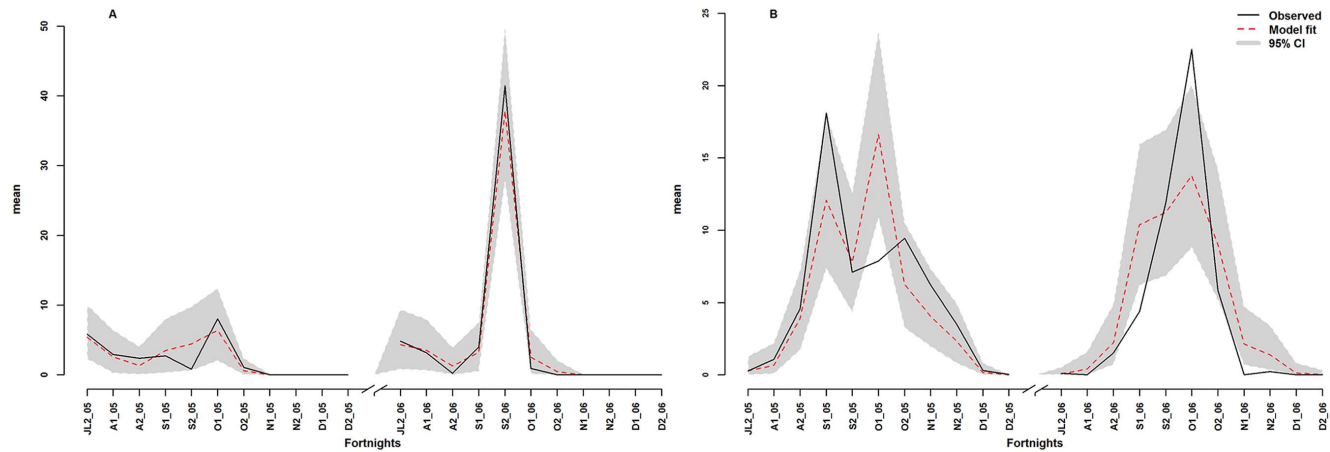 A
mean
50
40
30
20
10
0
JL2_05
A1_05
A2_05
S1_05
S2_05
O1_05
O2_05
N1_05
N2_05
D1_05
D2_05
JL2_06
A1_06
A2_06
S1_06
S2_06
O1_06
O2_06
N1_06
N2_06
D1_06
D2_06
Fortnights
B
Observed
Model fit
95% CI
mean
25
20
15
10
5
0
JL2_05
A1_05
A2_05
S1_05
S2_05
O1_05
O2_05
N1_05
N2_05
D1_05
D2_05
JL2_06
A1_06
A2_06
S1_06
S2_06
O1_06
O2_06
N1_06
N2_06
D1_06
D2_06
Fortnights